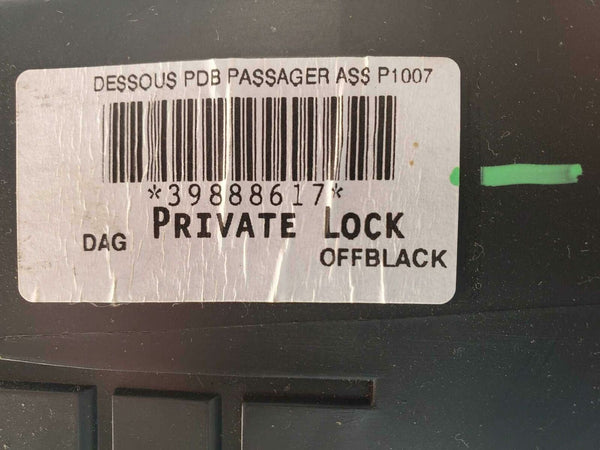 DESSOUS PDB PASSAGER ASS P1007
*39888617*
PRIVATE LOCK
DAG
OFFBLACK